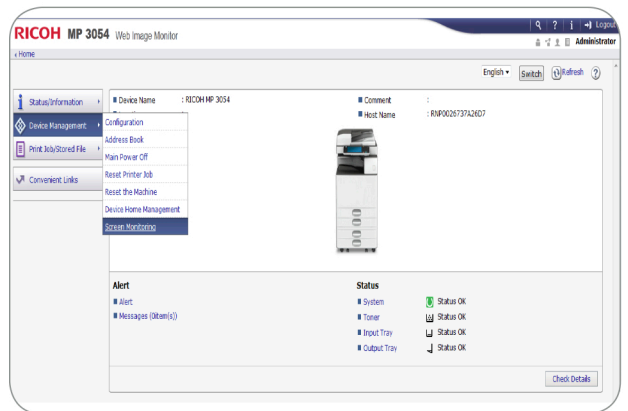 RICOH MP 3054 Web Image Monitor
? i Logout
Administrator
Home
English Switch Refresh ?
Status/Information
Device Management
Print Job/Stored File
Convenient Links
Configuration
Address Book
Main Power Off
Reset Printer Job
Reset the Machine
Device Home Management
Screen Monitoring
Device Name : RICOH MP 3054
Comment :
Host Name : RNP0026737A26D7
Alert
Alert
Messages (0item(s))
Status
System Status OK
Toner Status OK
Input Tray Status OK
Output Tray Status OK
Check Details